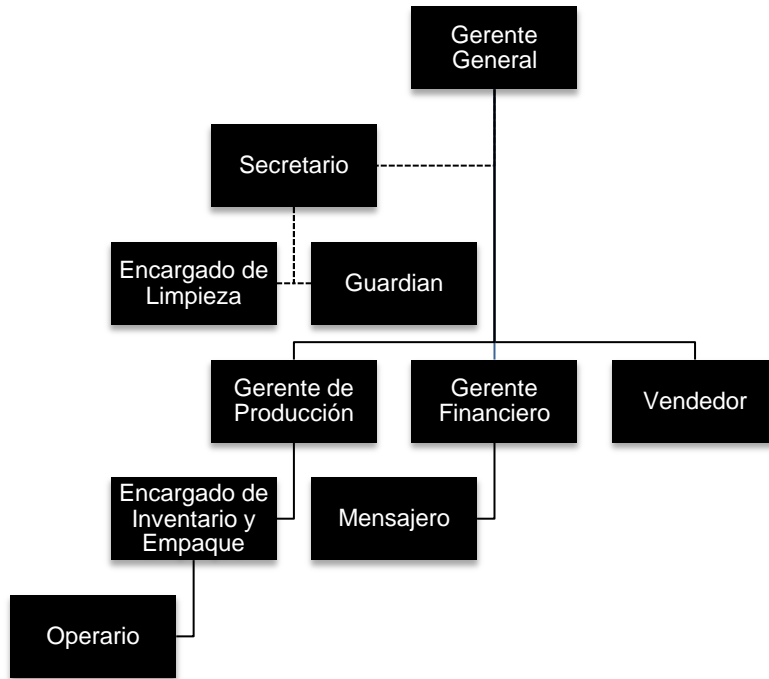 Gerente
General
Secretario
Encargado de
Limpieza
Guardian
Gerente de
Producción
Gerente
Financiero
Vendedor
Encargado de
Inventario y
Empaque
Mensajero
Operario